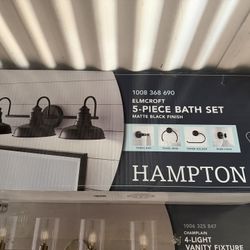 1008 368 690
ELMCROFT
5-PIECE BATH SET
MATTE BLACK FINISH
HAMPTON
1006 325 847
CHAMPLAIN
4-LIGHT
VANITY FIXTURE